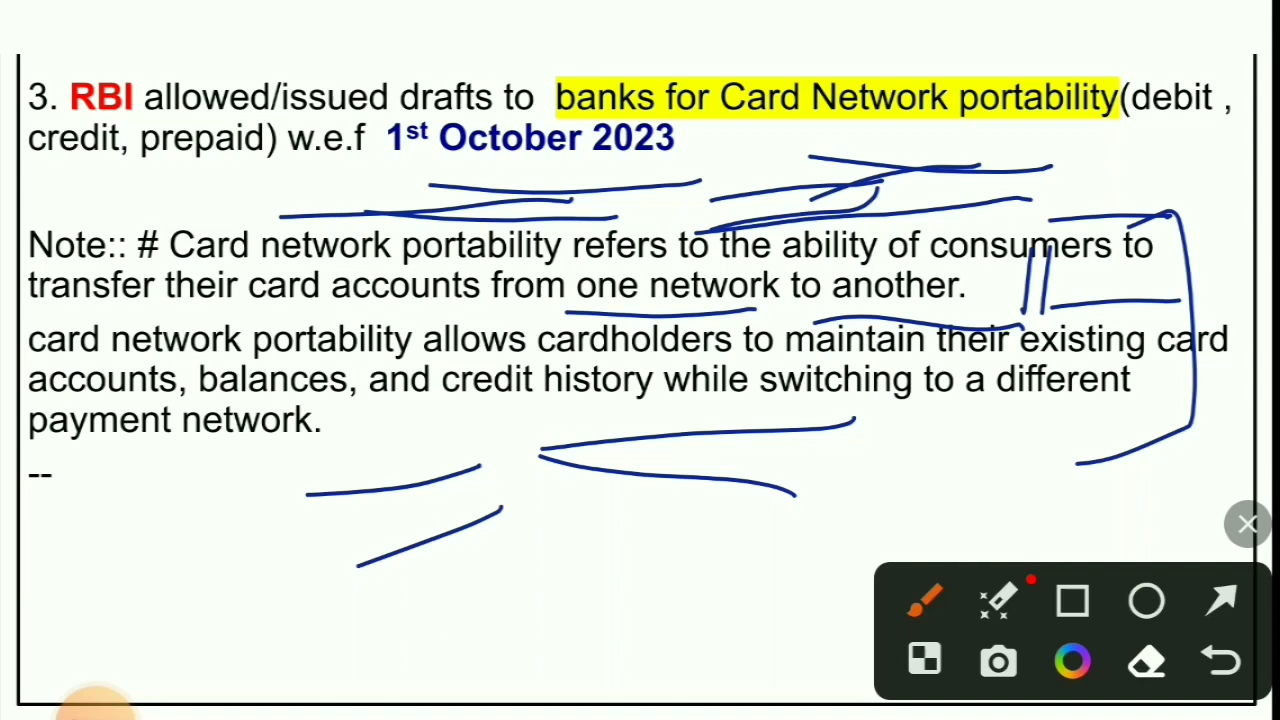 3. RBI allowed/issued drafts to banks for Card Network portability(debit ,
credit, prepaid) w.e.f 1st October 2023
Note:: # Card network portability refers to the ability of consumers to
transfer their card accounts from one network to another.
card network portability allows cardholders to maintain their existing card
accounts, balances, and credit history while switching to a different
payment network.
--